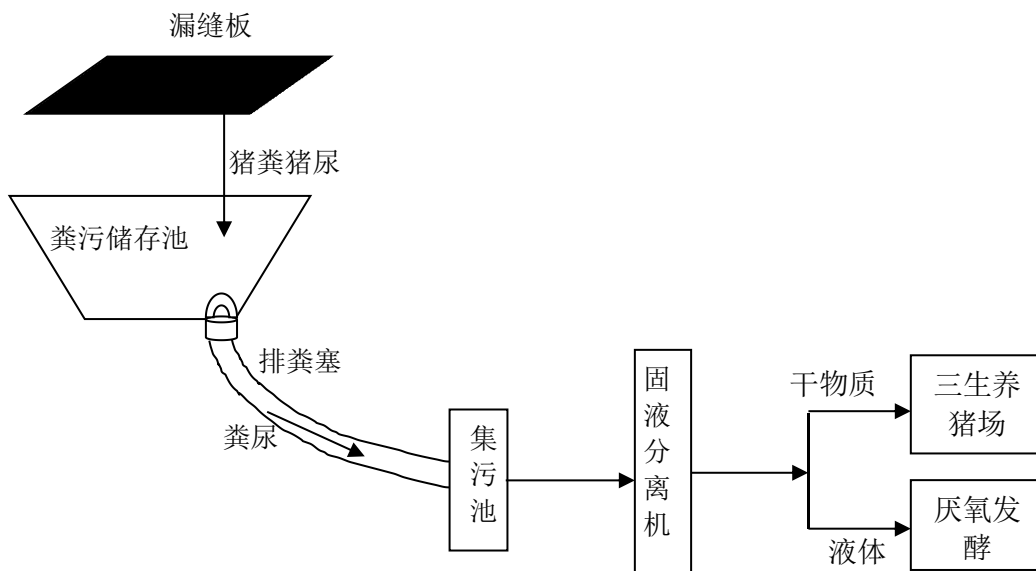 漏缝板
猪粪猪尿
粪污储存池
排粪塞
粪尿
集
污
池
固
液
分
离
机
干物质
液体
三生养
猪场
厌氧发
酵